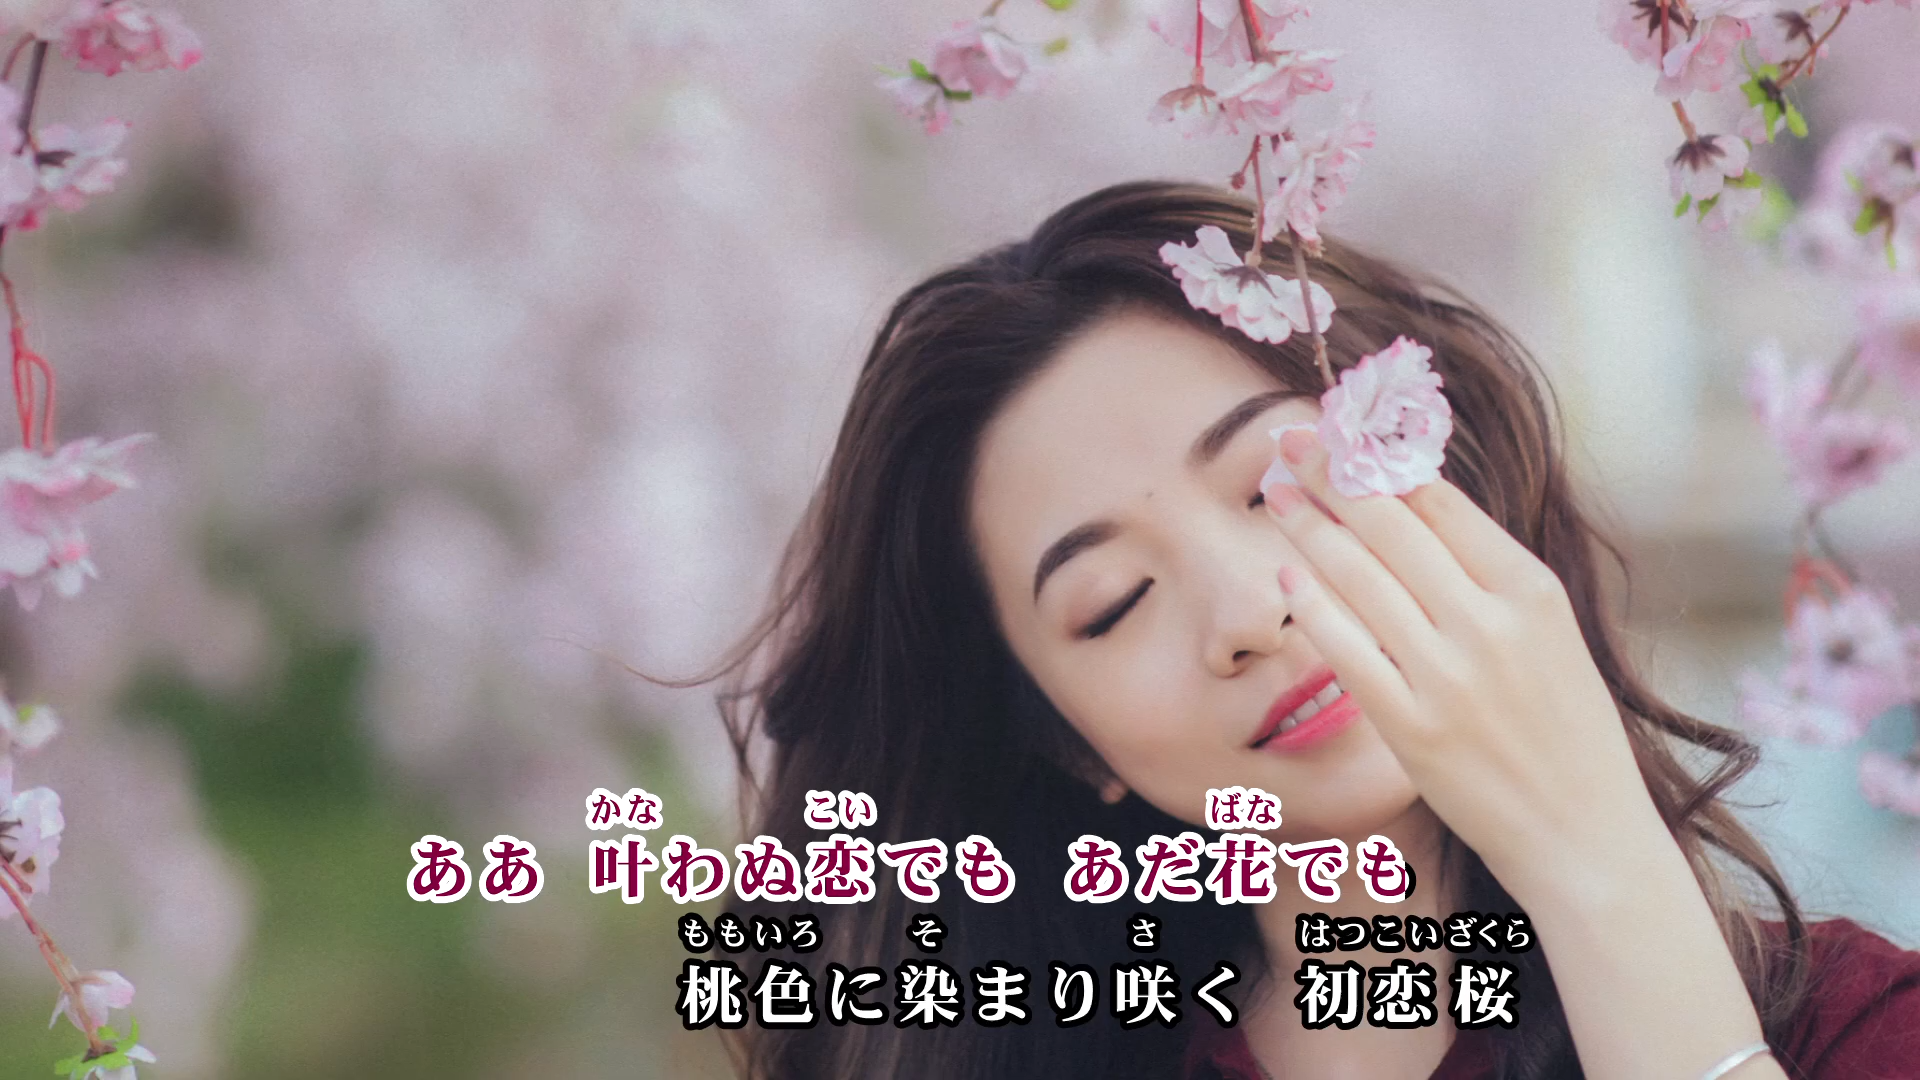 かな こい ばな
ああ 叶わぬ恋でも あだ花でも
ももいろ そ さ はつこいざくら
桃色に染まり咲く 初恋桜